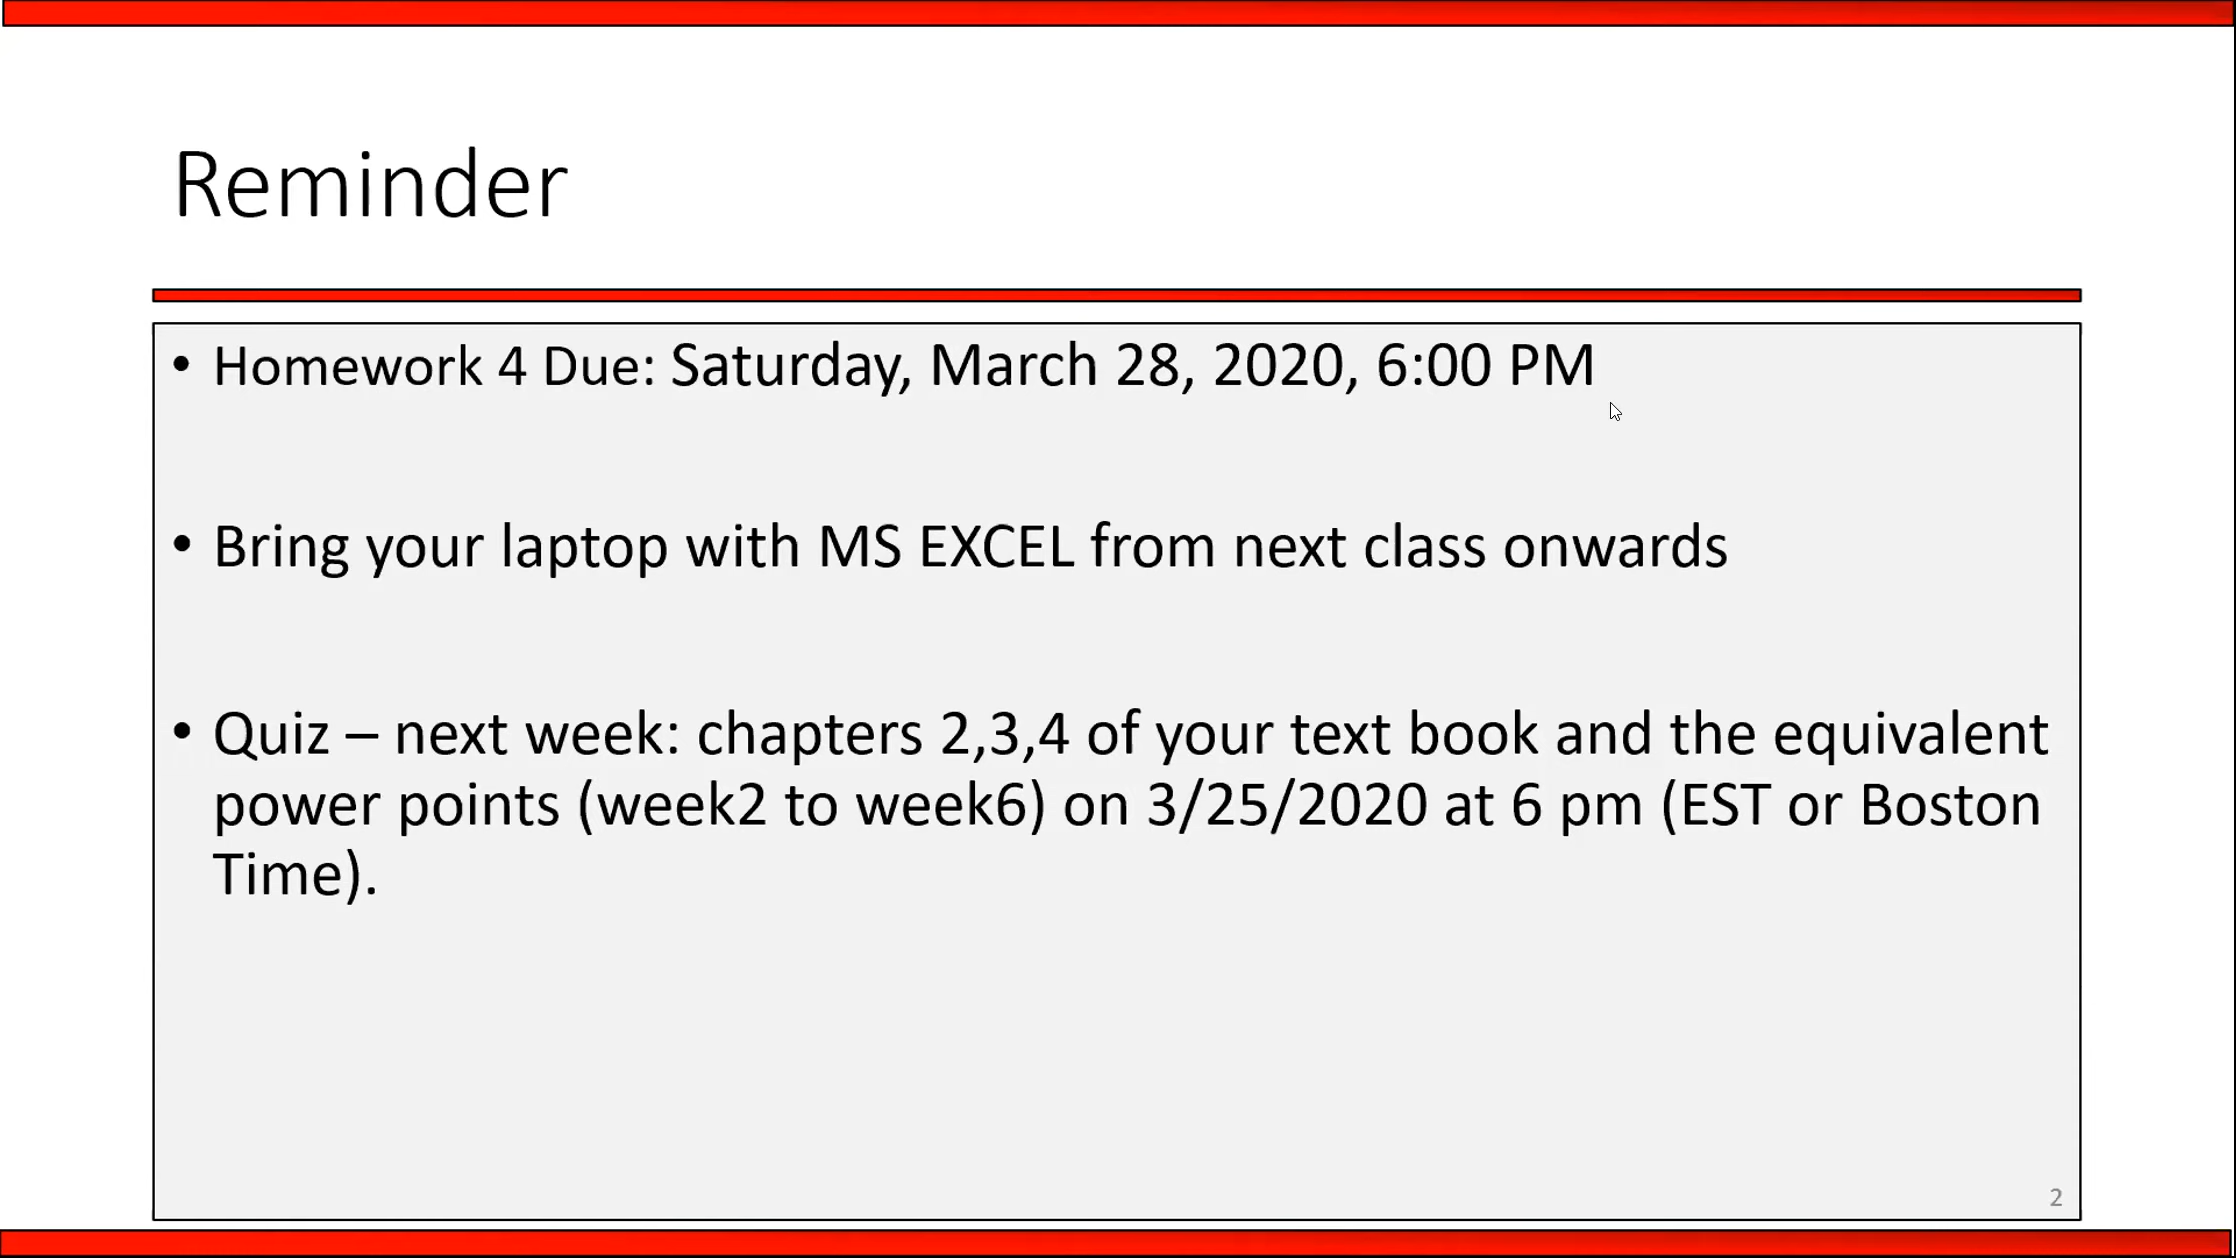 Reminder
• Homework 4 Due: Saturday, March 28, 2020, 6:00 PM
• Bring your laptop with MS EXCEL from next class onwards
• Quiz – next week: chapters 2,3,4 of your text book and the equivalent
power points (week2 to week6) on 3/25/2020 at 6 pm (EST or Boston
Time).
2